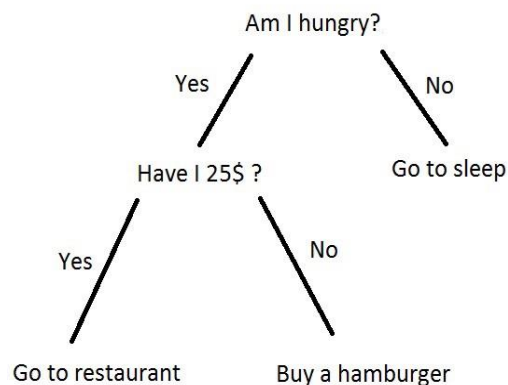 Am I hungry?
Yes
No
Have I 25$ ?
Go to sleep
Yes
No
Go to restaurant
Buy a hamburger